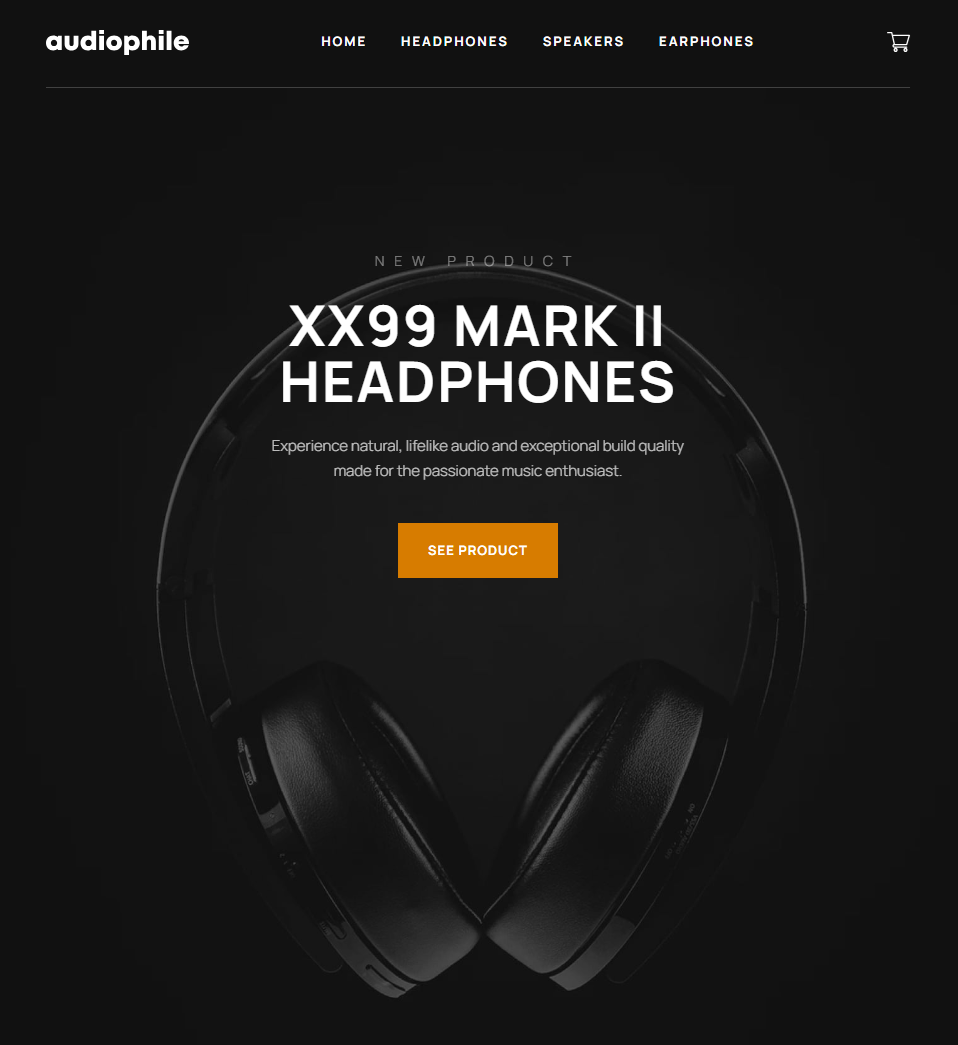 audiophile
HOME HEADPHONES SPEAKERS EARPHONES
NEW PRODUCT
XX99 MARK II
HEADPHONES
Experience natural, lifelike audio and exceptional build quality
made for the passionate music enthusiast.
SEE PRODUCT